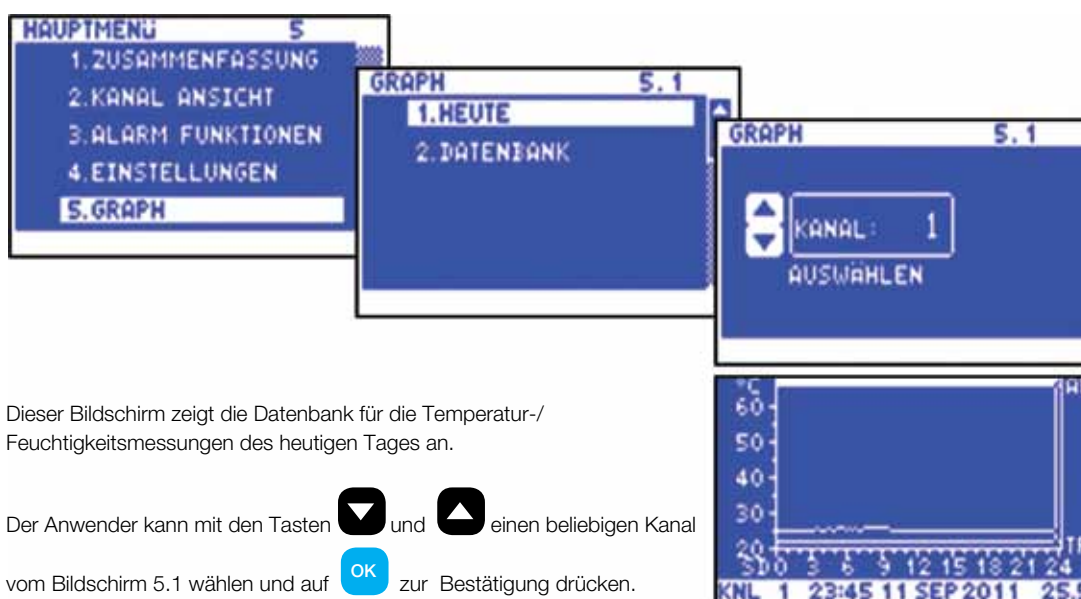 HAUPTMENü 5
1.ZUSAMMENFASSUNG
2.KANAL ANSICHT
3.ALARM FUNKTIONEN
4.EINSTELLUNGEN
5.GRAPH
GRAPH 5.1
1.HEUTE
2.DATENBANK
GRAPH 5.1
KANAL: 1
AUSWÄHLEN
Dieser Bildschirm zeigt die Datenbank für die Temperatur-/
Feuchtigkeitsmessungen des heutigen Tages an.
Der Anwender kann mit den Tasten und einen beliebigen Kanal
vom Bildschirm 5.1 wählen und auf OK zur Bestätigung drücken.
°C
60
50
40
30
20
SD0 3 6 9 12 15 18 21 24
KNL 1 23:45 11 SEP 2011 25.